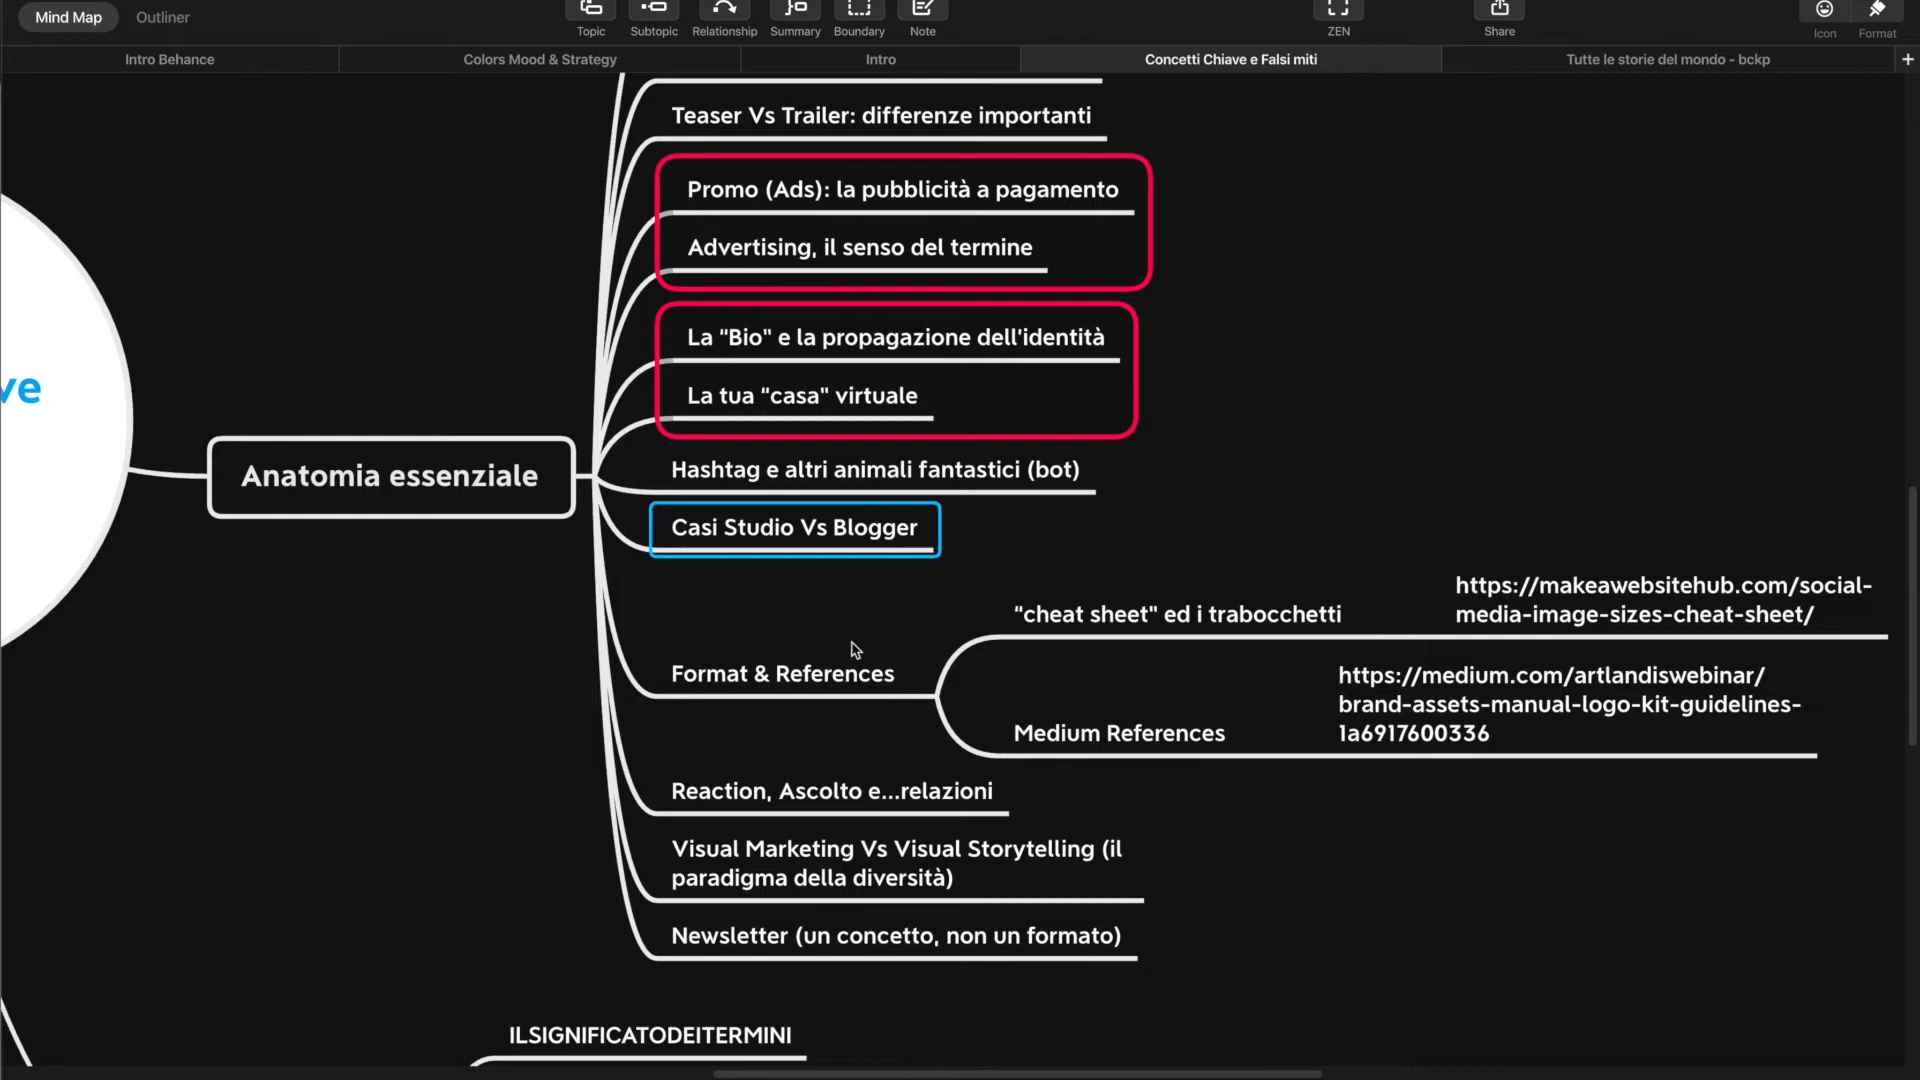 Mind Map
Outliner
Topic
Subtopic
Relationship
Summary
Boundary
Note
ZEN
Share
Icon
Format
Intro Behance
Colors Mood & Strategy
Intro
Concetti Chiave e Falsi miti
Tutte le storie del mondo - bckp
+
Teaser Vs Trailer: differenze importanti
Promo (Ads): la pubblicità a pagamento
Advertising, il senso del termine
La "Bio" e la propagazione dell'identità
La tua "casa" virtuale
ve
Anatomia essenziale
Hashtag e altri animali fantastici (bot)
Casi Studio Vs Blogger
Format & References
"cheat sheet" ed i trabocchetti
https://makeawebsitehub.com/social-
media-image-sizes-cheat-sheet/
Medium References
https://medium.com/artlandiswebinar/
brand-assets-manual-logo-kit-guidelines-
1a6917600336
Reaction, Ascolto e...relazioni
Visual Marketing Vs Visual Storytelling (il
paradigma della diversità)
Newsletter (un concetto, non un formato)
ILSIGNIFICATODEITERMINI